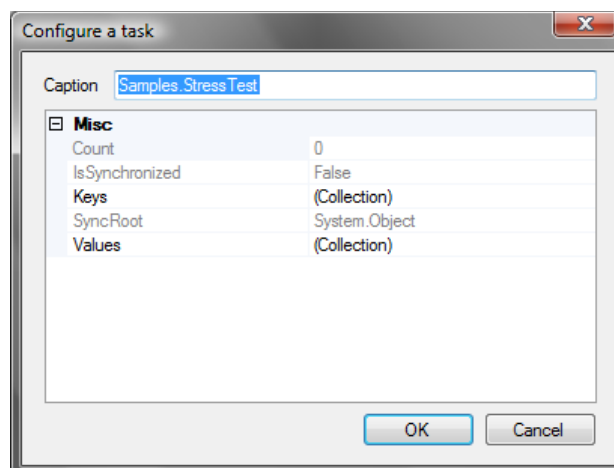 Configure a task
Caption Samples.StressTest
Misc
Count 0
IsSynchronized False
Keys (Collection)
SyncRoot System.Object
Values (Collection)
OK Cancel